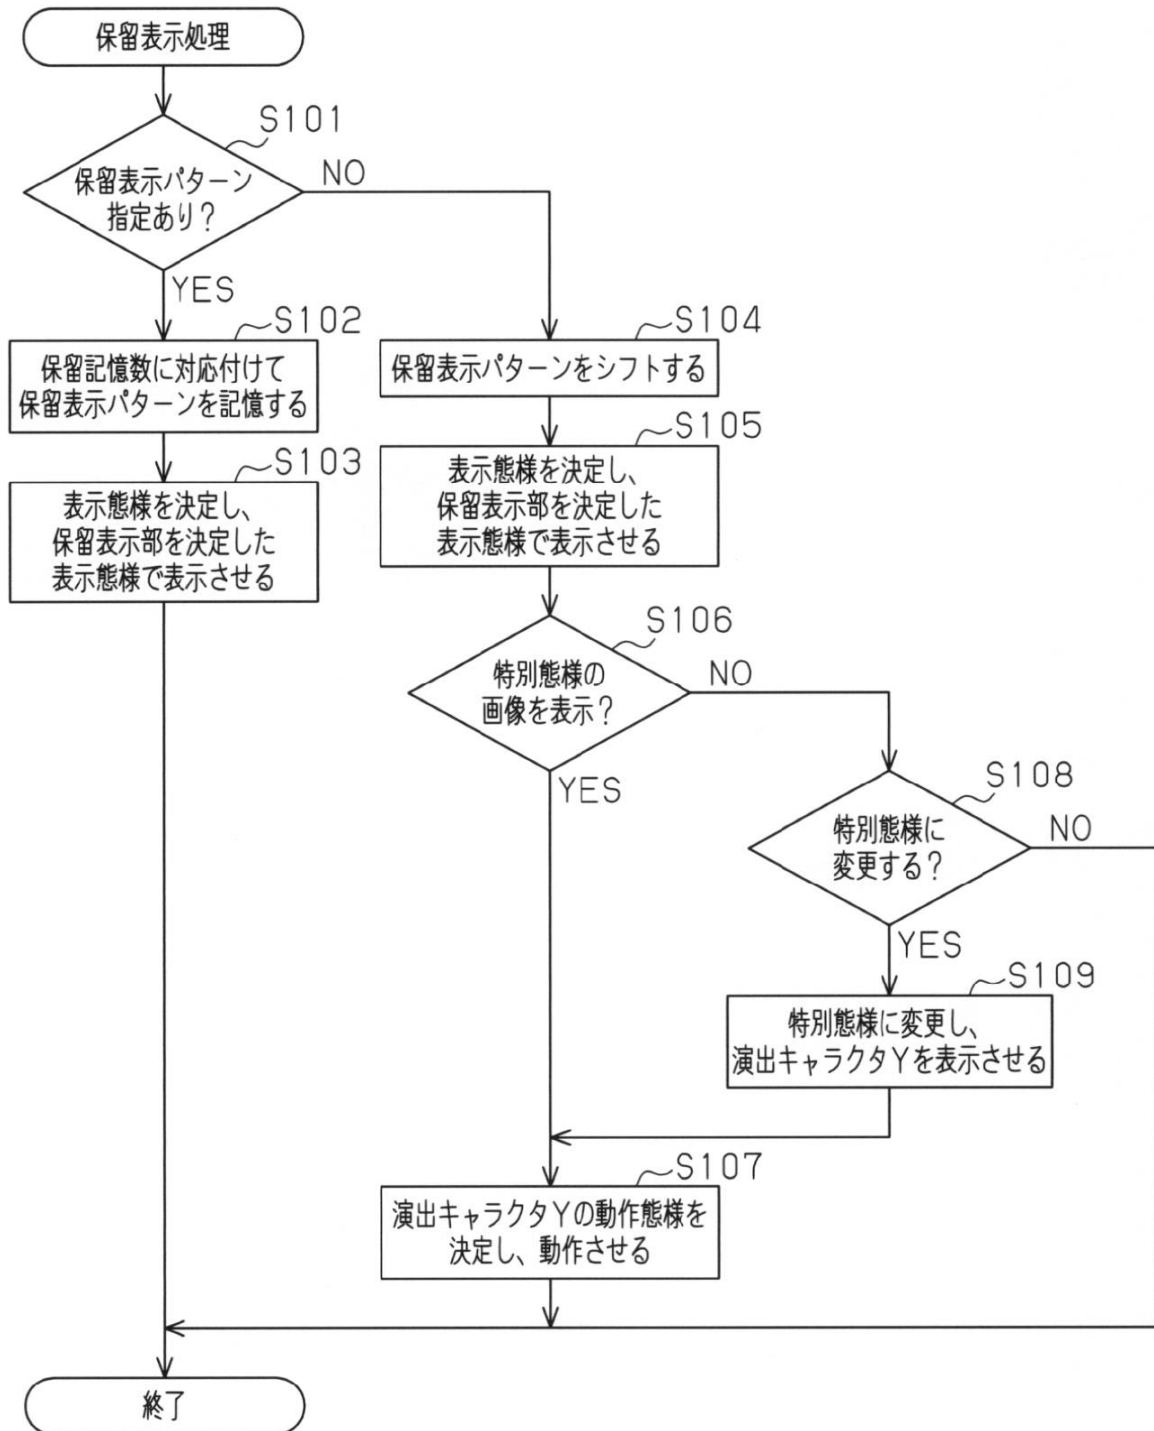 保留表示処理
S101
保留表示パターン
指定あり？
NO
YES
S102
保留記憶数に対応付けて
保留表示パターンを記憶する
S103
表示態様を決定し、
保留表示部を決定した
表示態様で表示させる
S104
保留表示パターンをシフトする
S105
表示態様を決定し、
保留表示部を決定した
表示態様で表示させる
S106
特別態様の
画像を表示？
NO
YES
S108
特別態様に
変更する？
NO
YES
S109
特別態様に変更し、
演出キャラクタYを表示させる
S107
演出キャラクタYの動作態様を
決定し、動作させる
終了